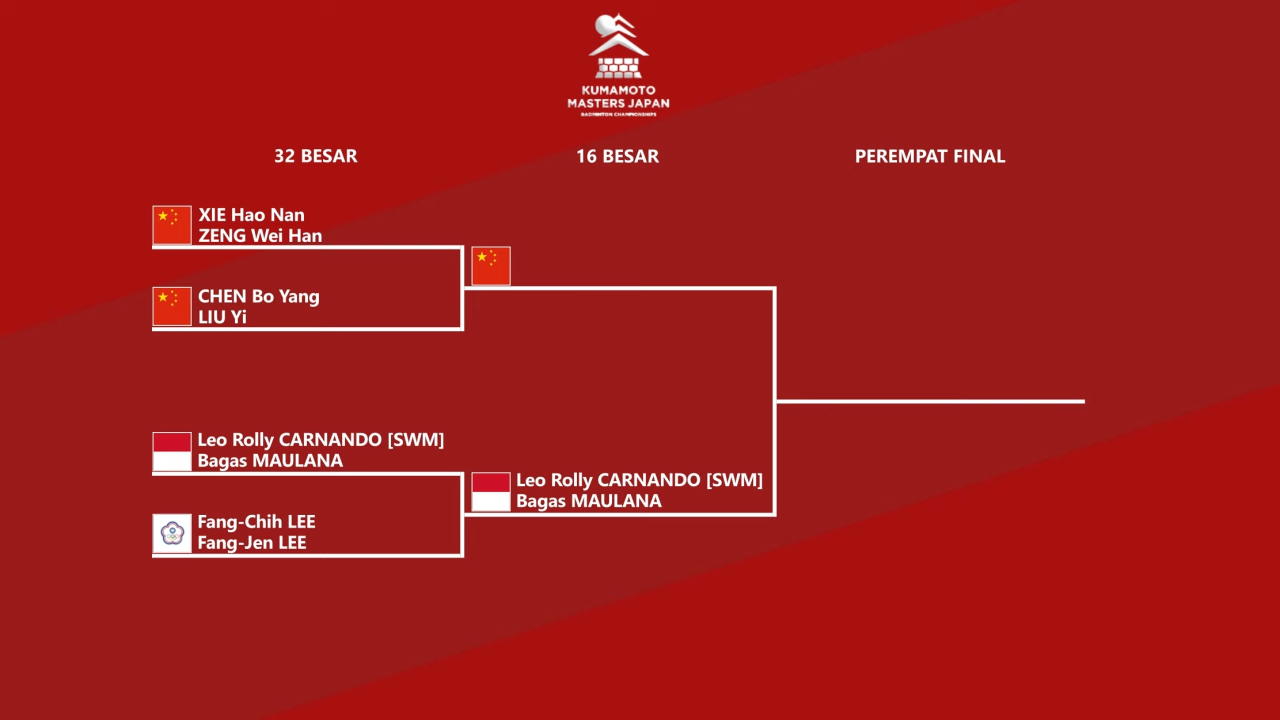 KUMAMOTO
MASTERS JAPAN
BADMINTON CHAMPIONSHIPS
32 BESAR
16 BESAR
PEREMPAT FINAL
XIE Hao Nan
ZENG Wei Han
CHEN Bo Yang
LIU Yi
Leo Rolly CARNANDO [SWM]
Bagas MAULANA
Leo Rolly CARNANDO [SWM]
Bagas MAULANA
Fang-Chih LEE
Fang-Jen LEE